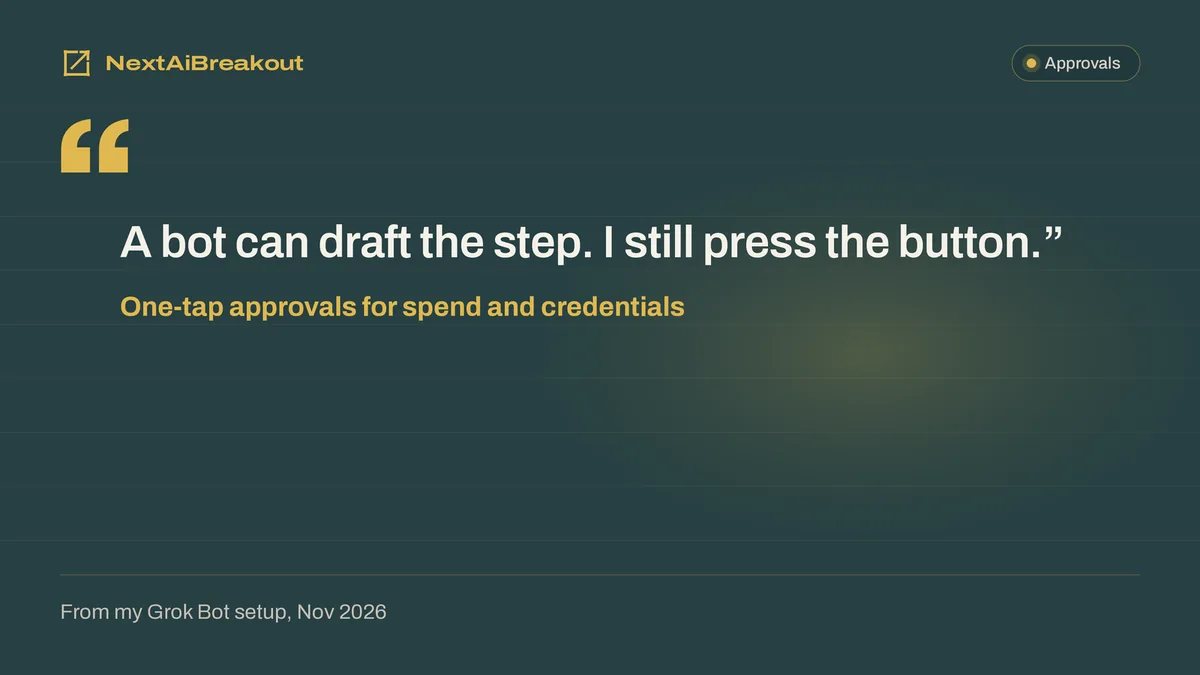 NextAiBreakout
Approvals
“
A bot can draft the step. I still press the button.”
One-tap approvals for spend and credentials
From my Grok Bot setup, Nov 2026